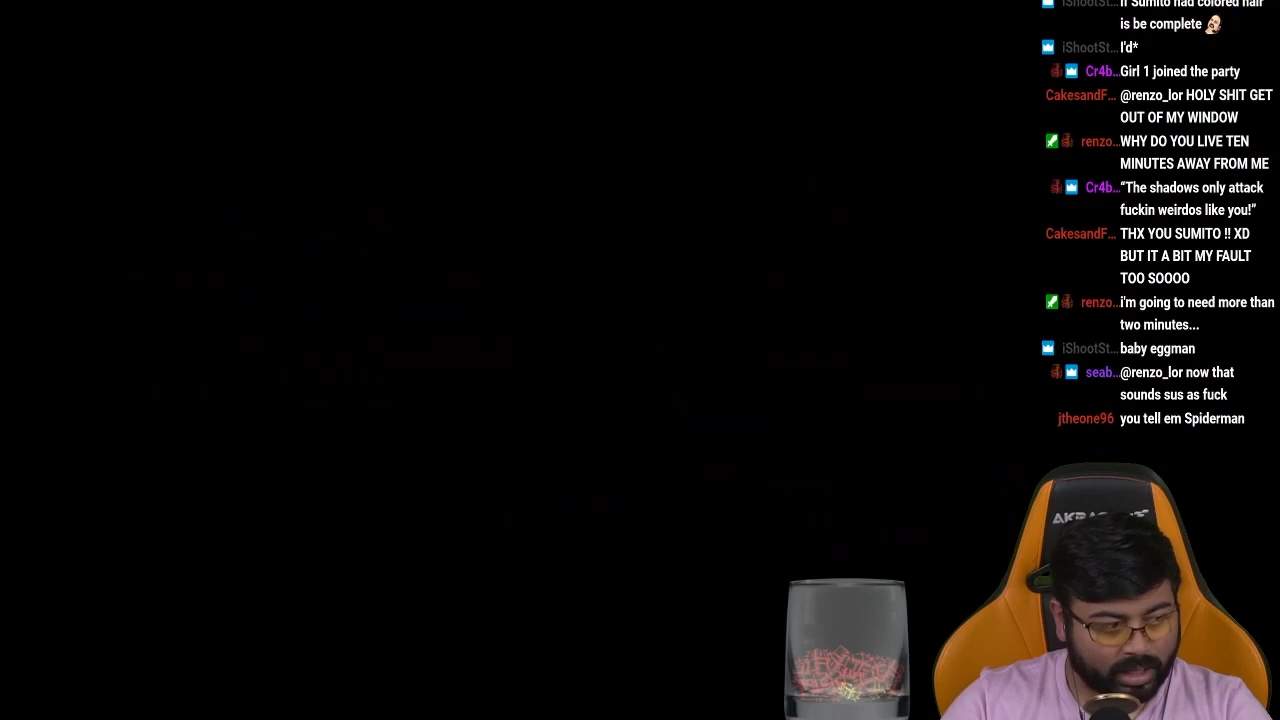 iShootSt... If Sumito had colored hair
is be complete
iShootSt... I'd*
Cr4b... Girl 1 joined the party
CakesandF... @renzo_lor HOLY SHIT GET
OUT OF MY WINDOW
renzo... WHY DO YOU LIVE TEN
MINUTES AWAY FROM ME
Cr4b... “The shadows only attack
fuckin weirdos like you!”
CakesandF... THX YOU SUMITO !! XD
BUT IT A BIT MY FAULT
TOO SOOOO
renzo... i'm going to need more than
two minutes...
iShootSt... baby eggman
seab... @renzo_lor now that
sounds sus as fuck
jtheone96 you tell em Spiderman